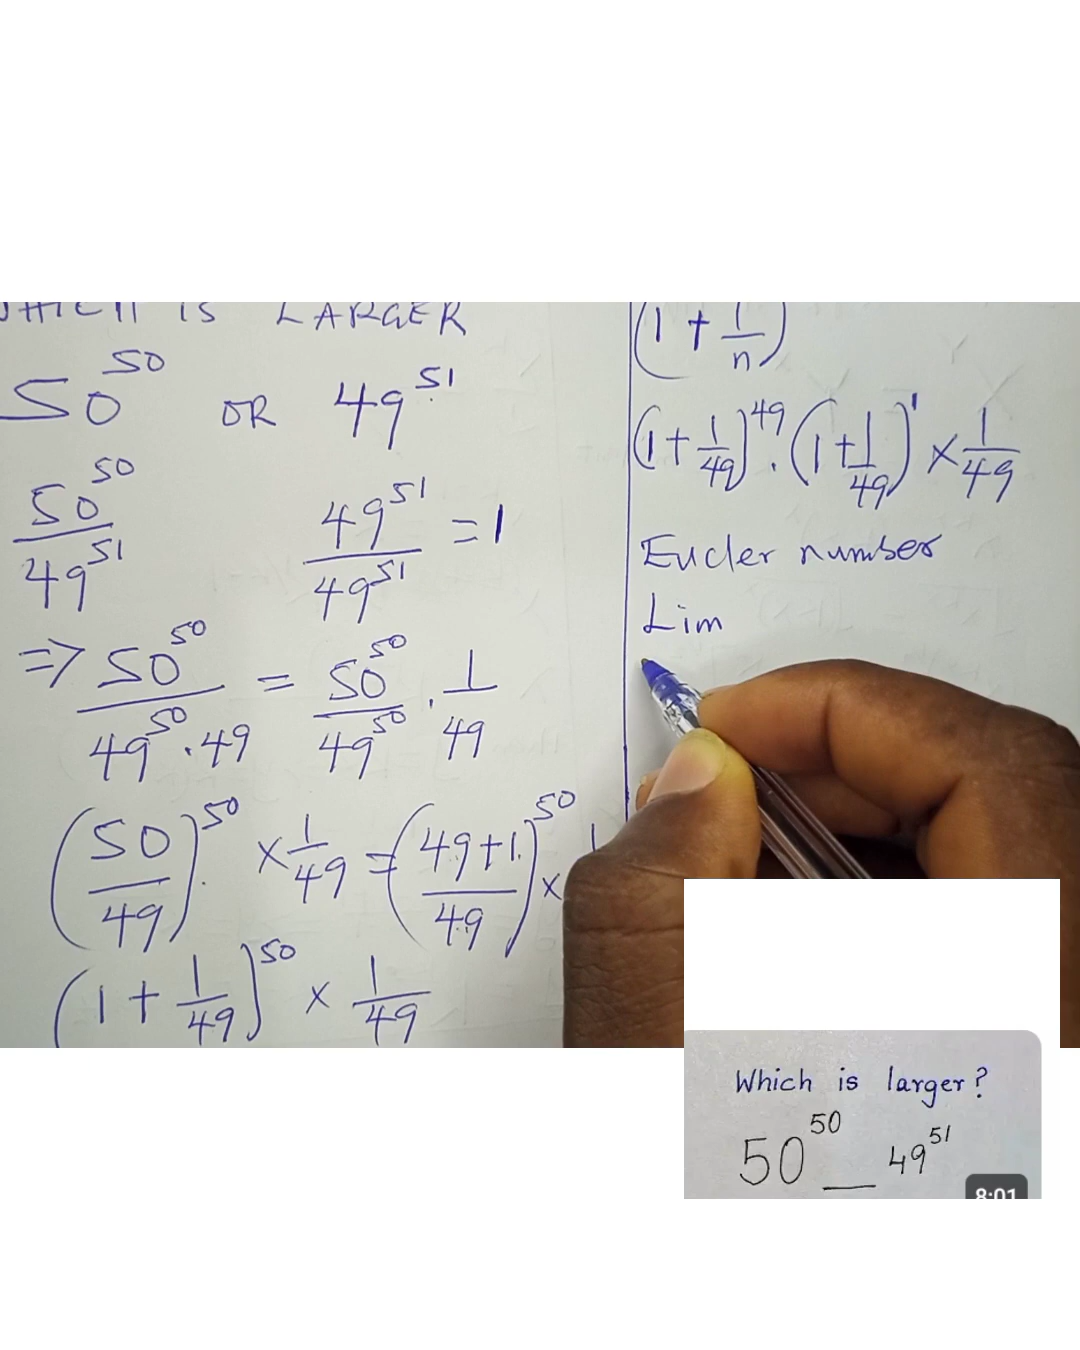 WHICH IS LARGER
50^50 OR 49^51
50^50/49^51 49^51/49^51 = 1
=> 50^50/49^50·49 = 50^50/49^50 · 1/49
(50/49)^50 × 1/49 = (49+1/49)^50 ×
(1 + 1/49)^50 × 1/49
(1 + 1/n)
(1 + 1/49)^49 · (1 + 1/49)^1 × 1/49
Eucler number
Lim
Which is larger?
50^50 __ 49^51
8:01